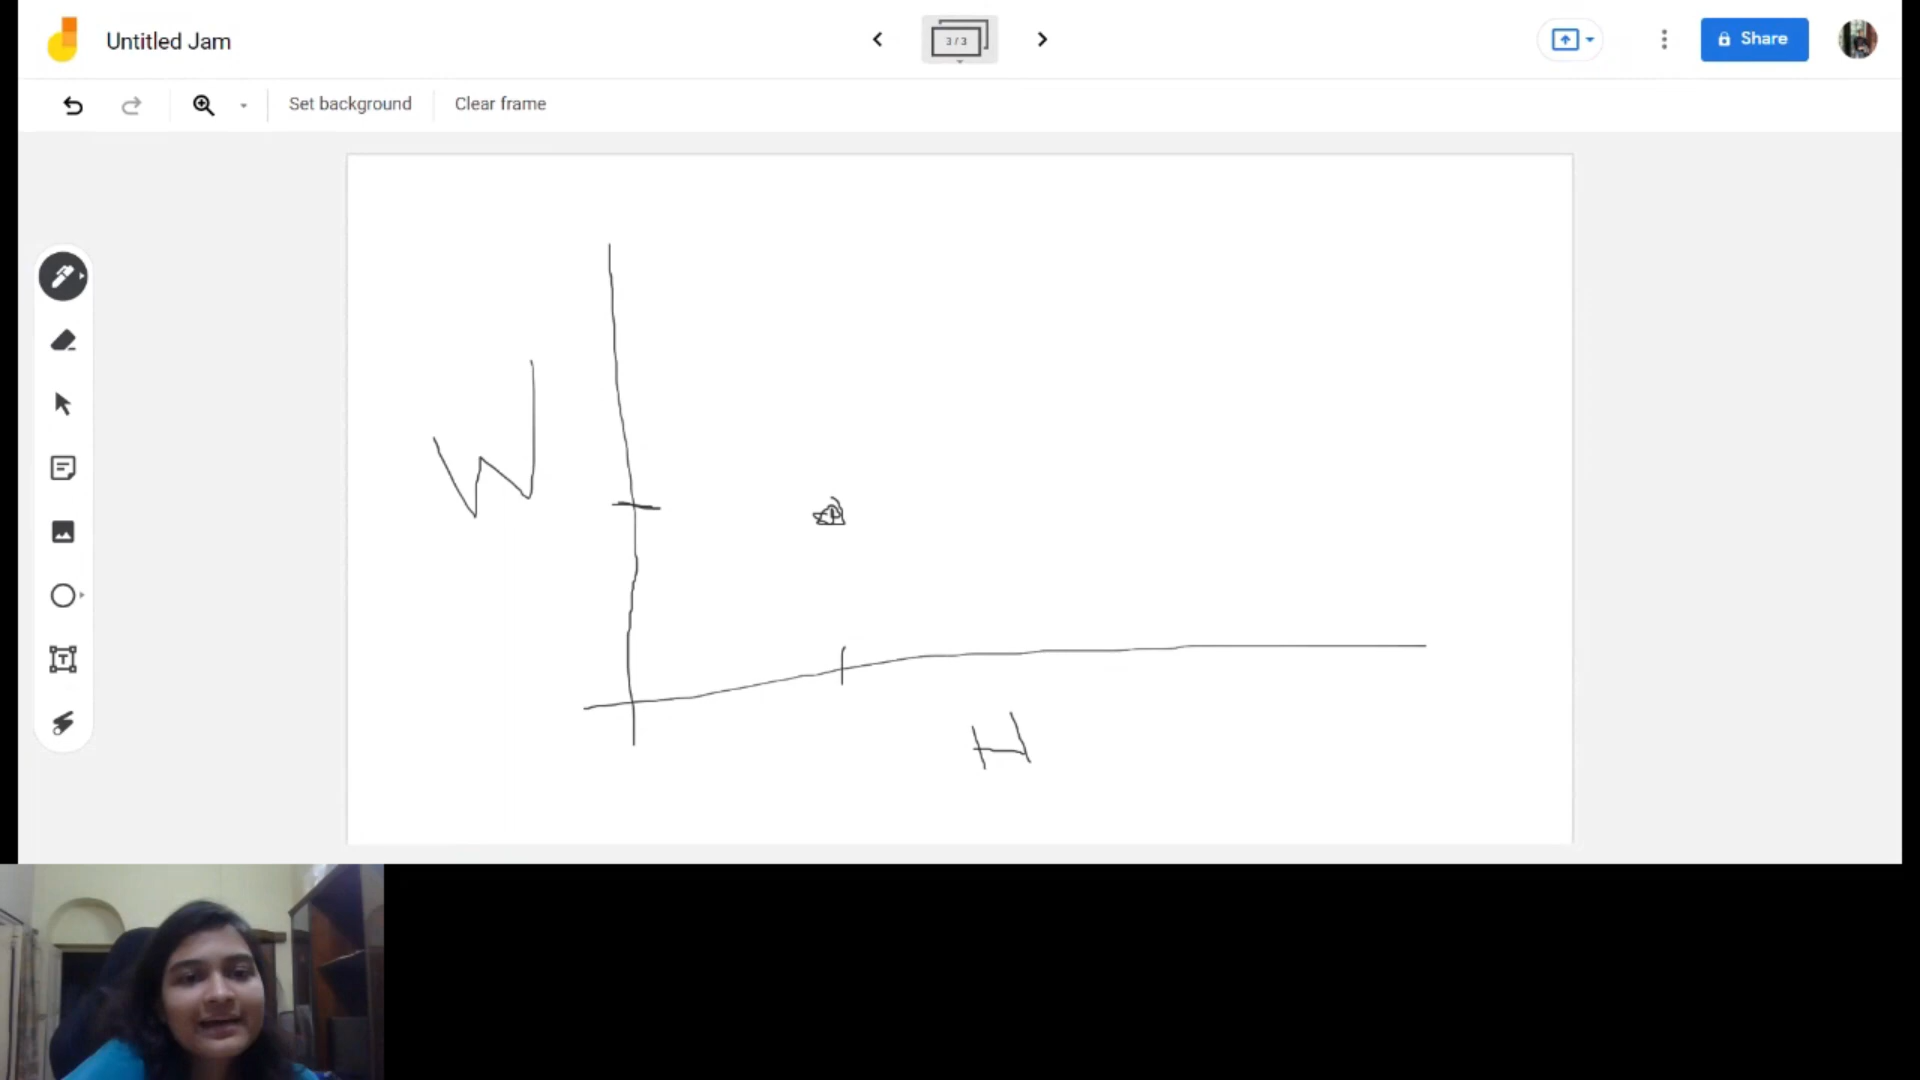 Untitled Jam
3 / 3
Share
Set background
Clear frame
W
H